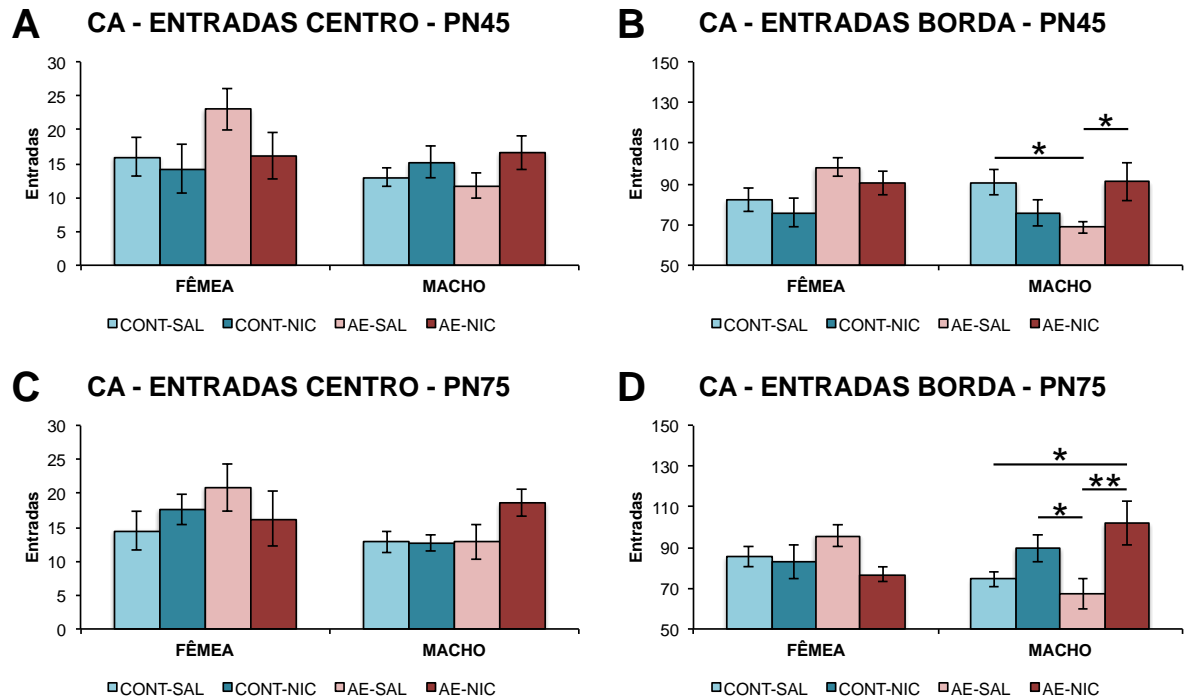 A CA - ENTRADAS CENTRO - PN45
Entradas
30
25
20
15
10
5
0
FÊMEA MACHO
CONT-SAL CONT-NIC AE-SAL AE-NIC
B CA - ENTRADAS BORDA - PN45
Entradas
150
130
110
90
70
50
* *
FÊMEA MACHO
CONT-SAL CONT-NIC AE-SAL AE-NIC
C CA - ENTRADAS CENTRO - PN75
Entradas
30
25
20
15
10
5
0
FÊMEA MACHO
CONT-SAL CONT-NIC AE-SAL AE-NIC
D CA - ENTRADAS BORDA - PN75
Entradas
150
130
110
90
70
50
*
**
*
FÊMEA MACHO
CONT-SAL CONT-NIC AE-SAL AE-NIC